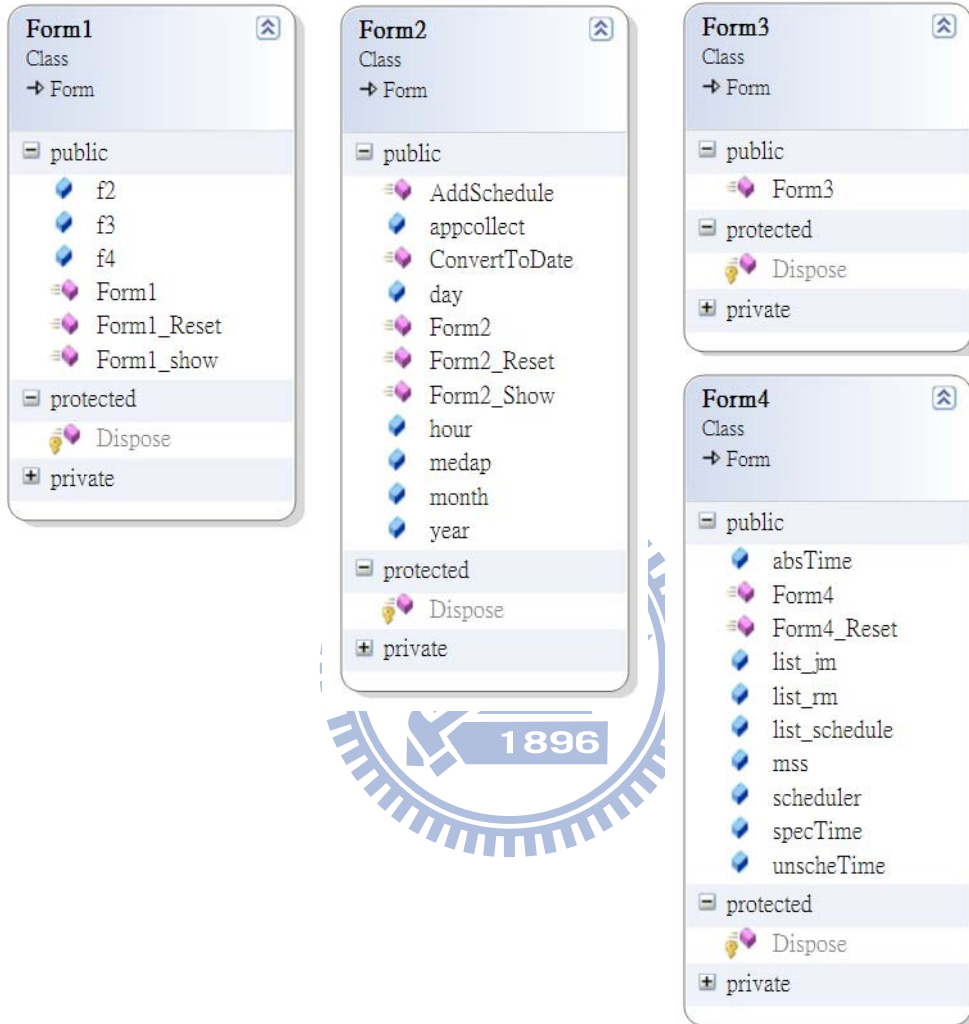 Form1
Class
Form
public
f2
f3
f4
Form1
Form1_Reset
Form1_show
protected
Dispose
private
Form2
Class
Form
public
AddSchedule
appcollect
ConvertToDate
day
Form2
Form2_Reset
Form2_Show
hour
medap
month
year
protected
Dispose
private
Form3
Class
Form
public
Form3
protected
Dispose
private
Form4
Class
Form
public
absTime
Form4
Form4_Reset
list_jm
list_rm
list_schedule
mss
scheduler
specTime
unscheTime
protected
Dispose
private
1896